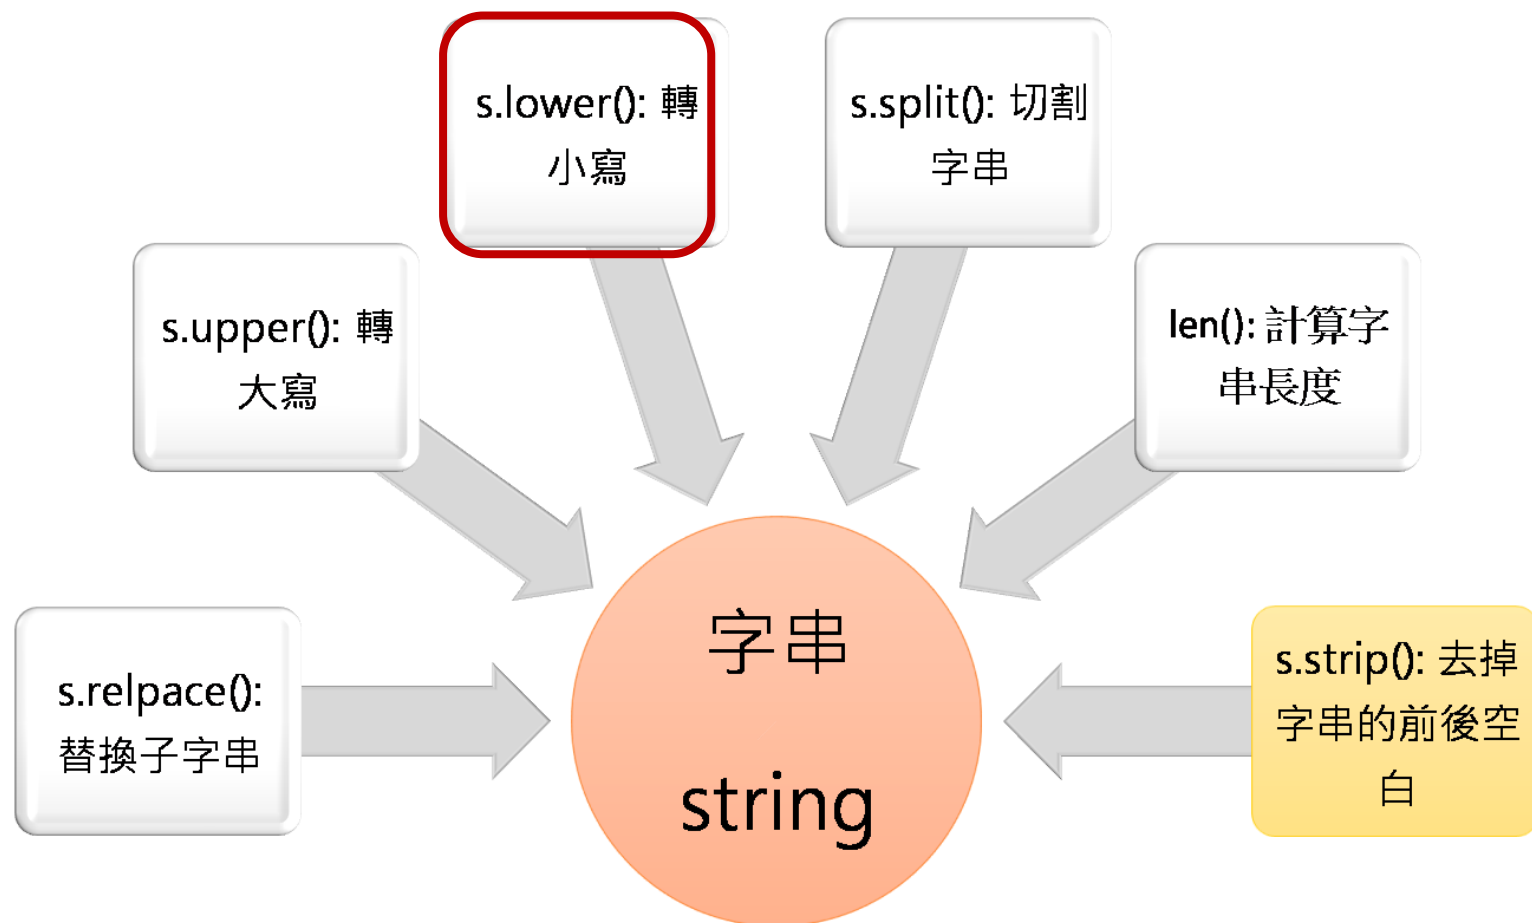 s.lower(): 轉
小寫
s.split(): 切割
字串
s.upper(): 轉
大寫
len(): 計算字
串長度
s.relpace():
替換子字串
s.strip(): 去掉
字串的前後空
白
字串
string